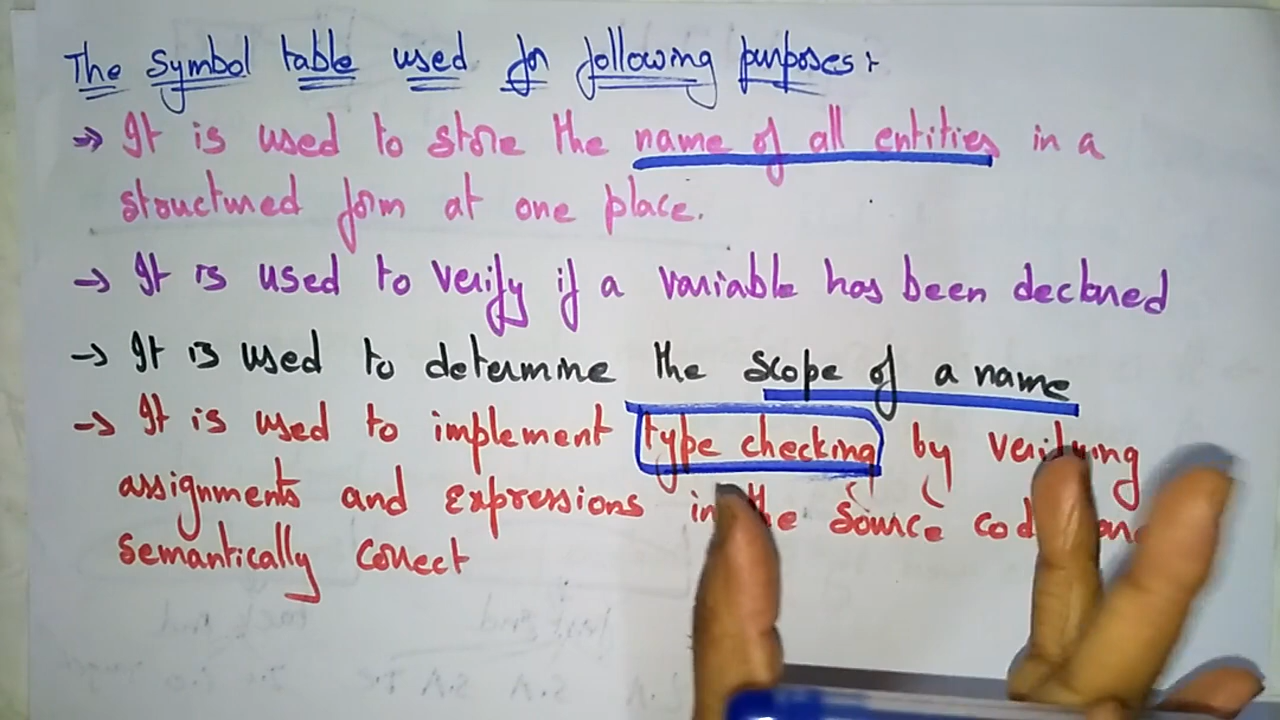 The symbol table used for following purposes:
→ It is used to store the name of all entities in a
structured form at one place.
→ It is used to verify if a variable has been declared
→ It is used to determine the scope of a name
→ It is used to implement type checking by verifying
assignments and expressions in the source code
semantically correct